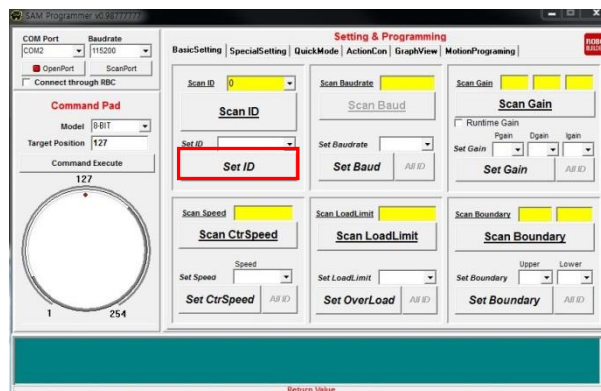 SAM Programmer v0.98777777
COM Port
Baudrate
COM2
115200
OpenPort
ScanPort
Connect through RBC
Command Pad
Model
8-BIT
Target Position
127
Command Execute
127
1
254
Setting & Programming
BasicSetting
SpecialSetting
QuickMode
ActionCon
GraphView
MotionPrograming
Scan ID
0
Scan ID
Set ID
Set ID
Scan Baudrate
Scan Baud
Set Baudrate
Set Baud
All ID
Scan Gain
Scan Gain
Runtime Gain
Pgain
Dgain
Igain
Set Gain
Set Gain
All ID
Scan Speed
Scan CtrSpeed
Speed
Set Speed
Set CtrSpeed
All ID
Scan LoadLimit
Scan LoadLimit
Set LoadLimit
Set OverLoad
All ID
Scan Boundary
Scan Boundary
Upper
Lower
Set Boundary
Set Boundary
All ID
Return Value